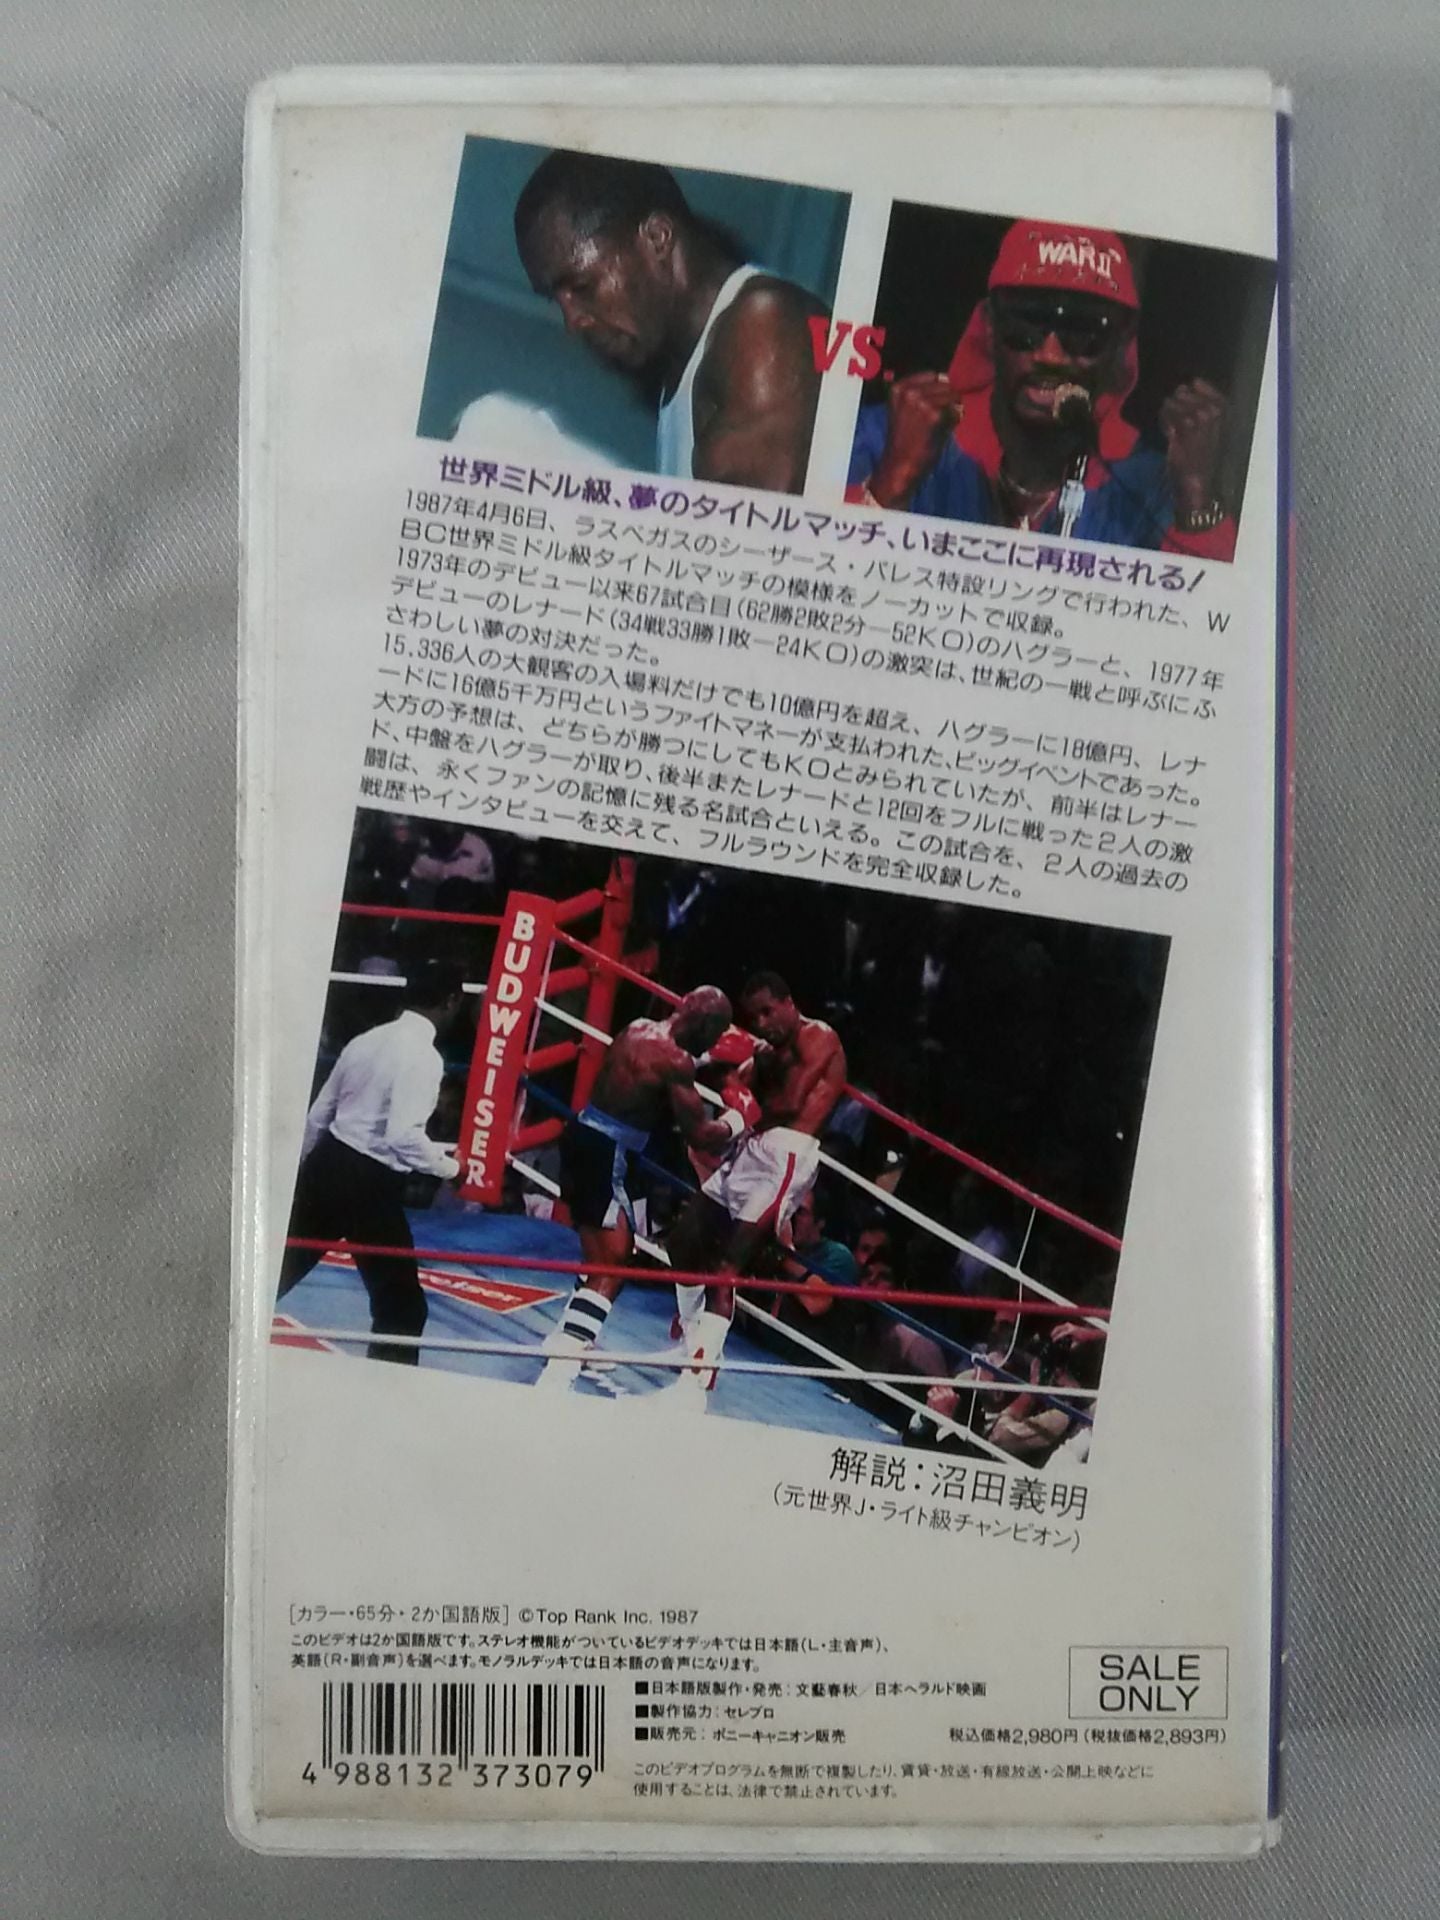 WAR II
VS.
世界ミドル級、夢のタイトルマッチ、いまここに再現される!
1987年4月6日、ラスベガスのシーザース・パレス特設リングで行われた、W
BC世界ミドル級タイトルマッチの模様をノーカットで収録。
1973年のデビュー以来67試合目(62勝2敗2分—52KO)のハグラーと、1977年
デビューのレナード(34戦33勝1敗—24KO)の激突は、世紀の一戦と呼ぶにふ
さわしい夢の対決だった。
15.336人の大観客の入場料だけでも10億円を超え、ハグラーに18億円、レナ
ードに16億5千万円というファイトマネーが支払われた、ビッグイベントであった。
大方の予想は、どちらが勝つにしてもKOとみられていたが、前半はレナー
ド、中盤をハグラーが取り、後半またレナードと12回をフルに戦った2人の激
闘は、永くファンの記憶に残る名試合といえる。この試合を、2人の過去の
戦歴やインタビューを交えて、フルラウンドを完全収録した。
BUDWEISER
解説:沼田義明
(元世界J・ライト級チャンピオン)
[カラー・65分・2か国語版] ©Top Rank Inc. 1987
このビデオは2か国語版です。ステレオ機能がついているビデオデッキでは日本語(L・主音声)、
英語(R・副音声)を選べます。モノラルデッキでは日本語の音声になります。
■日本語版製作・発売:文藝春秋/日本ヘラルド映画
■製作協力:セレブロ
■販売元:ポニーキャニオン販売
SALE
ONLY
税込価格2,980円(税抜価格2,893円)
4 988132 373079
このビデオプログラムを無断で複製したり、賃貸・放送・有線放送・公開上映などに
使用することは、法律で禁止されています。